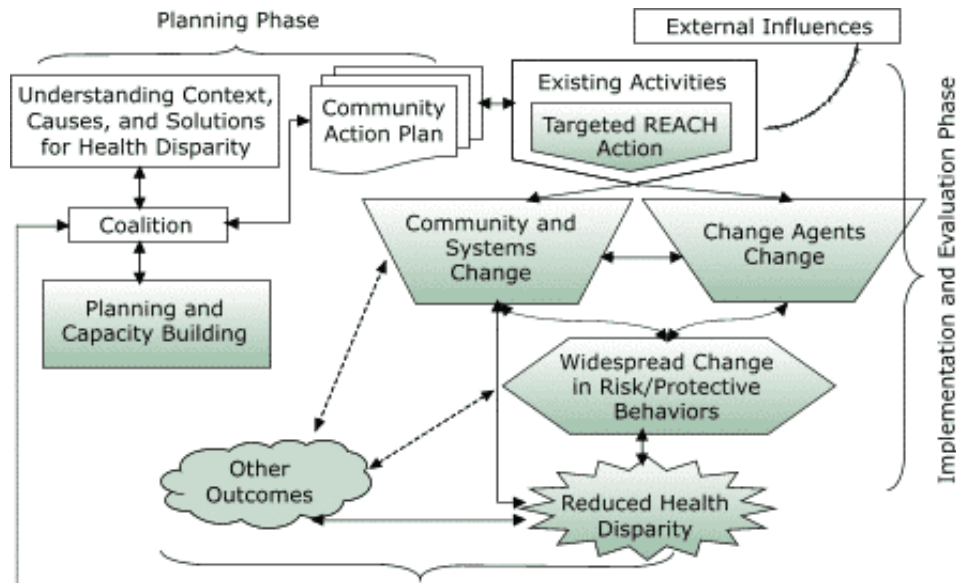 Planning Phase
External Influences
Understanding Context,
Causes, and Solutions
for Health Disparity
Community
Action Plan
Existing Activities
Targeted REACH
Action
Coalition
Community and
Systems
Change
Change Agents
Change
Planning and
Capacity Building
Widespread Change
in Risk/Protective
Behaviors
Other
Outcomes
Reduced Health
Disparity
Implementation and Evaluation Phase